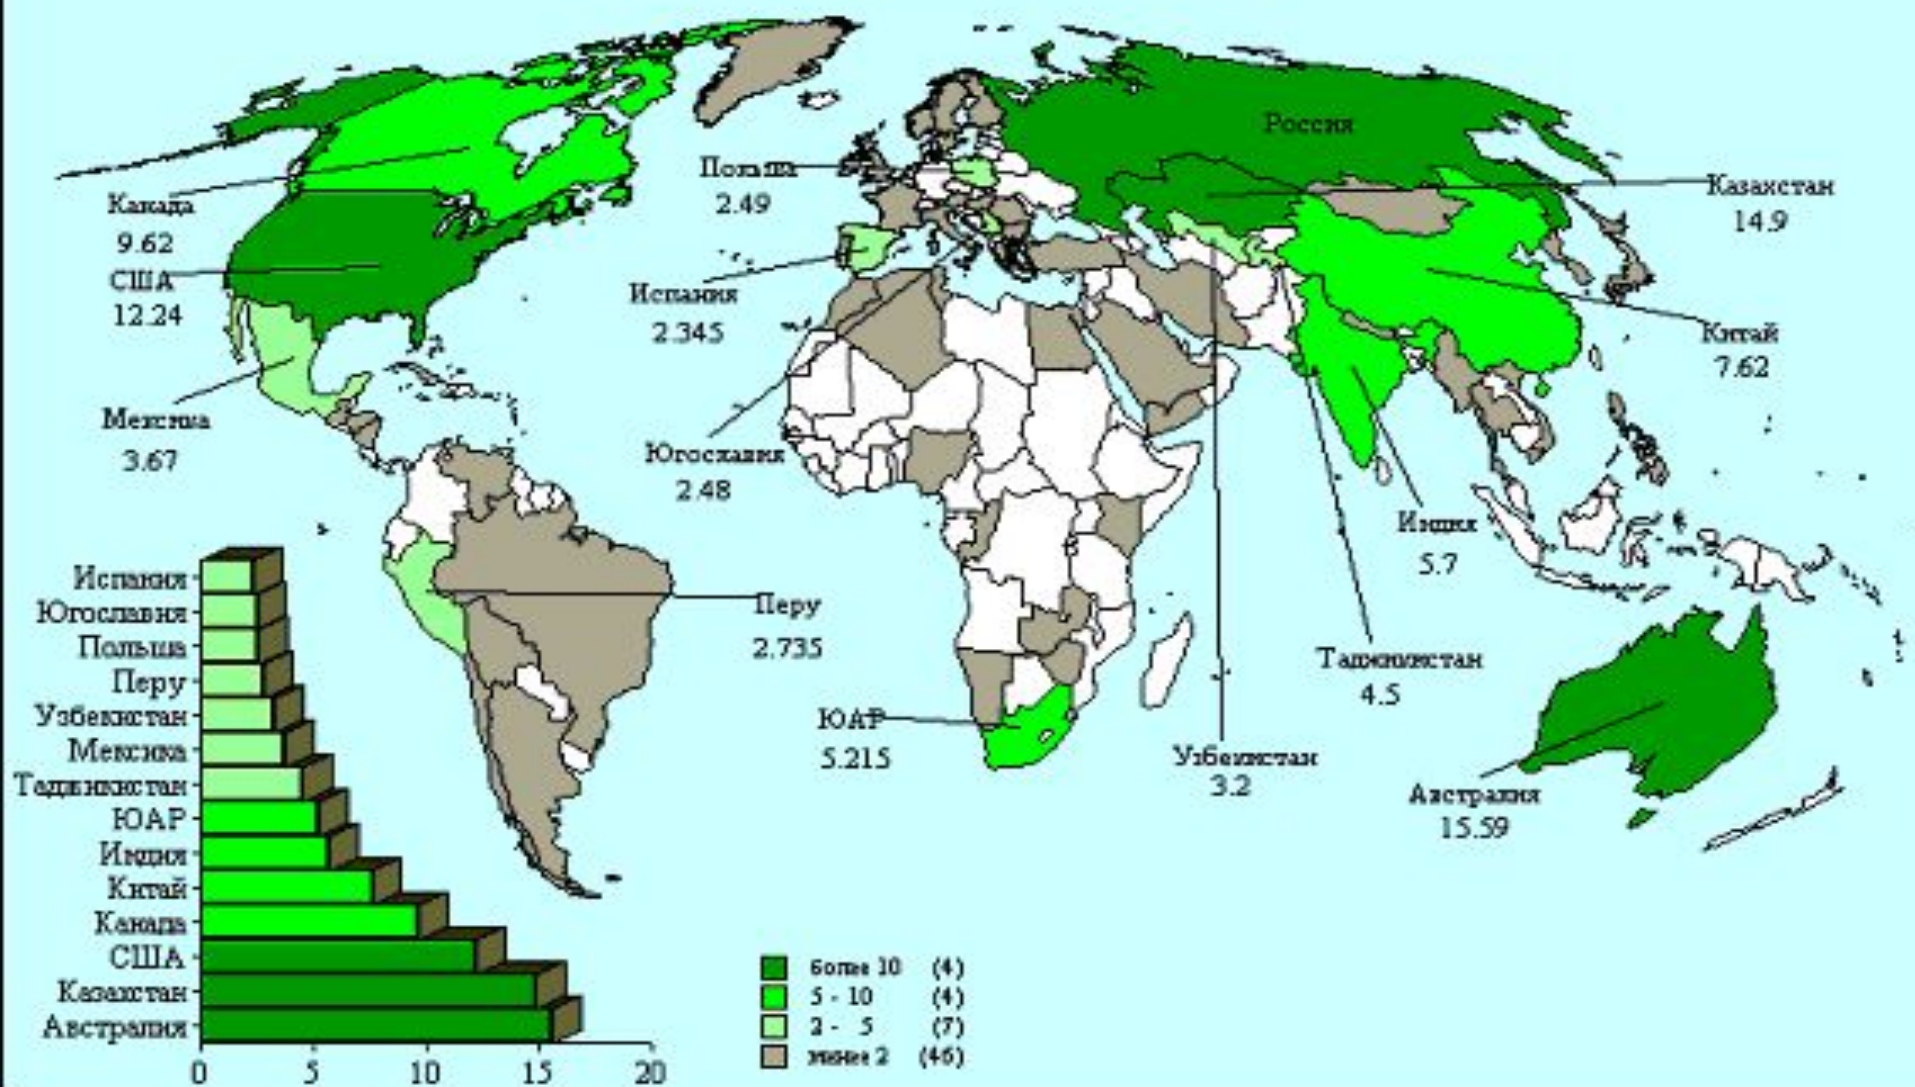 Россия
Канада
9.62
США
12.24
Мексика
3.67
Польша
2.49
Испания
2.345
Югославия
2.48
Казахстан
14.9
Китай
7.62
Индия
5.7
Таджикистан
4.5
Перу
2.735
ЮАР
5.215
Узбекистан
3.2
Австралия
15.59
Испания
Югославия
Польша
Перу
Узбекистан
Мексика
Таджикистан
ЮАР
Индия
Китай
Канада
США
Казахстан
Австралия
0 5 10 15 20
более 10 (4)
5 - 10 (4)
2 - 5 (7)
менее 2 (46)